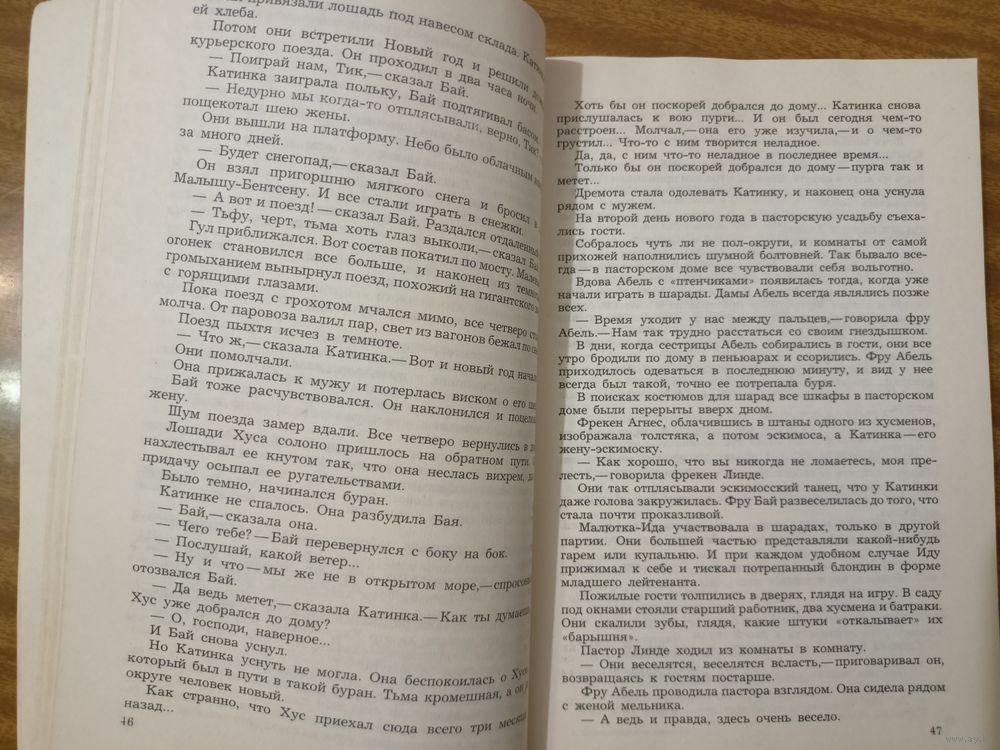 привязали лошадь под навесом склада.
ей хлеба.
Потом они встретили Новый год и решили
курьерского поезда. Он проходил в два часа ночи.
— Поиграй нам, Тик,— сказал Бай.
Катинка заиграла польку, Бай подтягивал басом.
— Недурно мы когда-то отплясывали, верно, Тик?
пощекотал шею жены.
Они вышли на платформу. Небо было облачным
за много дней.
— Будет снегопад,— сказал Бай.
Он взял пригоршню мягкого снега и бросил в
Малышу-Бентсену. И все стали играть в снежки.
— А вот и поезд! — сказал Бай. Раздался отдаленный
— Тьфу, черт, тьма хоть глаз выколи,— сказал Бай.
Гул приближался. Вот состав покатил по мосту.
огонек становился все больше, и наконец из темноты
громыханием вынырнул поезд, похожий на гигантского
с горящими глазами.
Пока поезд с грохотом мчался мимо, все четверо
молча. От паровоза валил пар, свет из вагонов бежал по
Поезд пыхтя исчез в темноте.
— Что ж,— сказала Катинка.— Вот и новый год
Они помолчали.
Она прижалась к мужу и потерлась виском о его
Бай тоже расчувствовался. Он наклонился и
жену.
Шум поезда замер вдали. Все четверо вернулись в
Лошади Хуса солоно пришлось на обратном пути.
нахлестывал ее кнутом так, что она неслась вихрем,
придачу осыпал ее ругательствами.
Было темно, начинался буран.
Катинке не спалось. Она разбудила Бая.
— Бай,— сказала она.
— Чего тебе? — Бай перевернулся с боку на бок.
— Послушай, какой ветер...
— Ну и что — мы же не в открытом море,—
отозвался Бай.
— Да ведь метет,— сказала Катинка.— Как ты думаешь
Хус уже добрался до дому?
— О, господи, наверное...
И Бай снова уснул.
Но Катинка уснуть не могла. Она беспокоилась о Хусе
который был в пути в такой буран. Тьма кромешная, а он
округе человек новый.
Как странно, что Хус приехал сюда всего три месяца
назад...
46
Хоть бы он поскорей добрался до дому... Катинка снова
прислушалась к вою пурги... И он был сегодня чем-то
расстроен... Молчал,— она его уже изучила,— и о чем-то
грустил... Что-то с ним творится неладное.
Да, да, с ним что-то неладное в последнее время...
Только бы он поскорей добрался до дому — пурга так и
метет...
Дремота стала одолевать Катинку, и наконец она уснула
рядом с мужем.
На второй день нового года в пасторскую усадьбу съеха-
лись гости.
Собралось чуть ли не пол-округи, и комнаты от самой
прихожей наполнились шумной болтовней. Так бывало все-
гда — в пасторском доме все чувствовали себя вольготно.
Вдова Абель с «птенчиками» появилась тогда, когда уже
начали играть в шарады. Дамы Абель всегда являлись позже
всех.
— Время уходит у нас между пальцев,— говорила фру
Абель.— Нам так трудно расстаться со своим гнездышком.
В дни, когда сестрицы Абель собирались в гости, они все
утро бродили по дому в пеньюарах и ссорились. Фру Абель
приходилось одеваться в последнюю минуту, и вид у нее
всегда был такой, точно ее потрепала буря.
В поисках костюмов для шарад все шкафы в пасторском
доме были перерыты вверх дном.
Фрекен Агнес, облачившись в штаны одного из хусменов,
изображала толстяка, а потом эскимоса, а Катинка — его
жену-эскимоску.
— Как хорошо, что вы никогда не ломаетесь, моя пре-
лесть,— говорила фрекен Линде.
Они так отплясывали эскимосский танец, что у Катинки
даже голова закружилась. Фру Бай развеселилась до того, что
стала почти проказливой.
Малютка-Ида участвовала в шарадах, только в другой
партии. Они большей частью представляли какой-нибудь
гарем или купальню. И при каждом удобном случае Иду
прижимал к себе и тискал потрепанный блондин в форме
младшего лейтенанта.
Пожилые гости толпились в дверях, глядя на игру. В саду
под окнами стояли старший работник, два хусмена и батраки.
Они скалили зубы, глядя, какие штуки «откалывает» их
«барышня».
Пастор Линде ходил из комнаты в комнату.
— Они веселятся, веселятся всласть,— приговаривал он,
возвращаясь к гостям постарше.
Фру Абель проводила пастора взглядом. Она сидела рядом
с женой мельника.
— А ведь и правда, здесь очень весело.
47